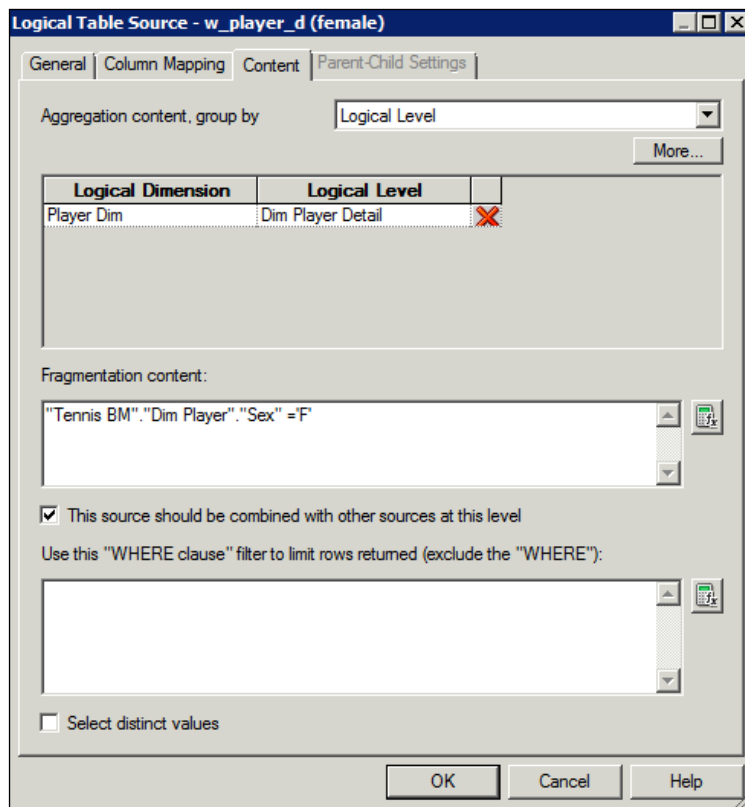 Logical Table Source - w_player_d (female)
General Column Mapping Content Parent-Child Settings
Aggregation content, group by Logical Level
More...
Logical Dimension Logical Level
Player Dim Dim Player Detail
Fragmentation content:
"Tennis BM"."Dim Player"."Sex" ='F'
This source should be combined with other sources at this level
Use this "WHERE clause" filter to limit rows returned (exclude the "WHERE"):
Select distinct values
OK Cancel Help